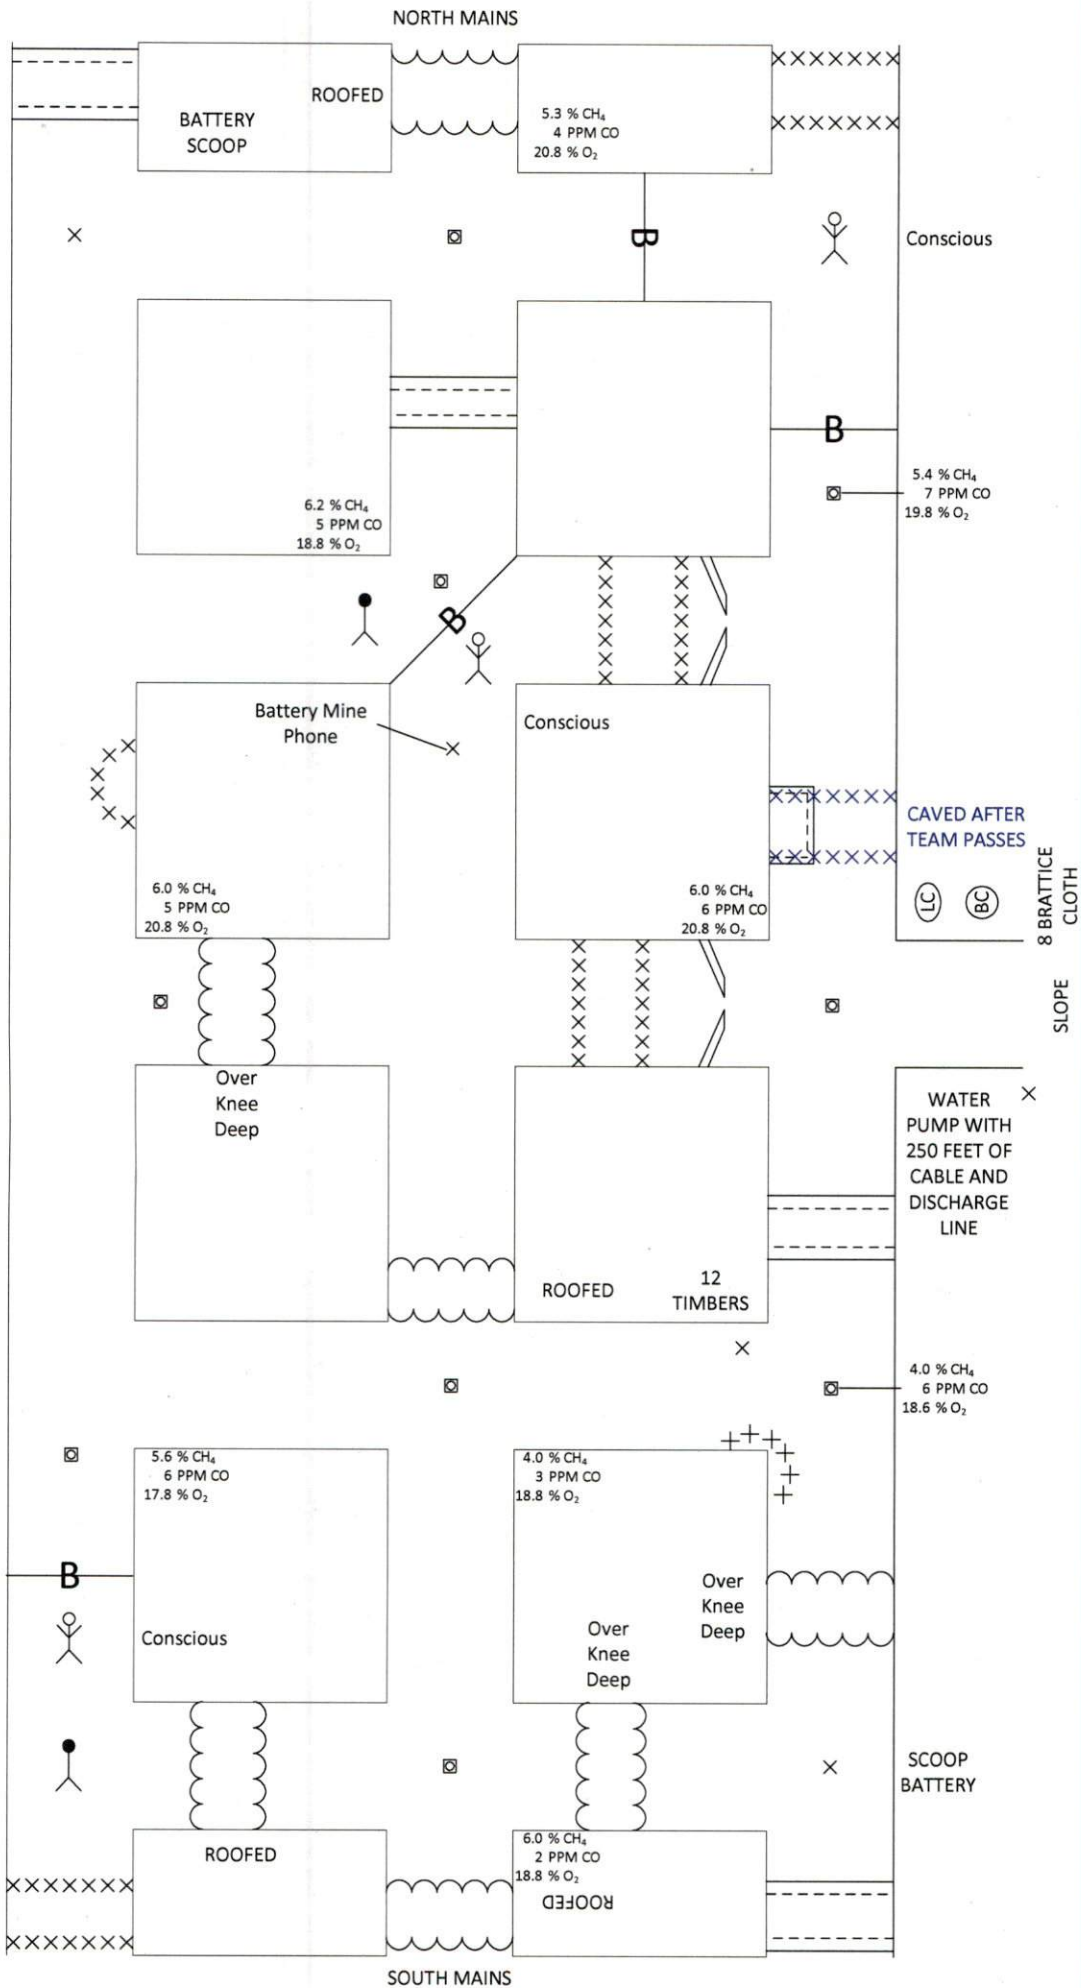 NORTH MAINS
ROOFED
BATTERY
SCOOP
5.3 % CH₄
4 PPM CO
20.8 % O₂
B
Conscious
B
5.4 % CH₄
7 PPM CO
19.8 % O₂
6.2 % CH₄
5 PPM CO
18.8 % O₂
B
Battery Mine
Phone
Conscious
CAVED AFTER
TEAM PASSES
LC
BC
8 BRATTICE
CLOTH
6.0 % CH₄
5 PPM CO
20.8 % O₂
6.0 % CH₄
6 PPM CO
20.8 % O₂
SLOPE
Over
Knee
Deep
WATER
PUMP WITH
250 FEET OF
CABLE AND
DISCHARGE
LINE
ROOFED
12
TIMBERS
4.0 % CH₄
6 PPM CO
18.6 % O₂
5.6 % CH₄
6 PPM CO
17.8 % O₂
4.0 % CH₄
3 PPM CO
18.8 % O₂
B
Conscious
Over
Knee
Deep
Over
Knee
Deep
SCOOP
BATTERY
ROOFED
6.0 % CH₄
2 PPM CO
18.8 % O₂
ROOFED
SOUTH MAINS